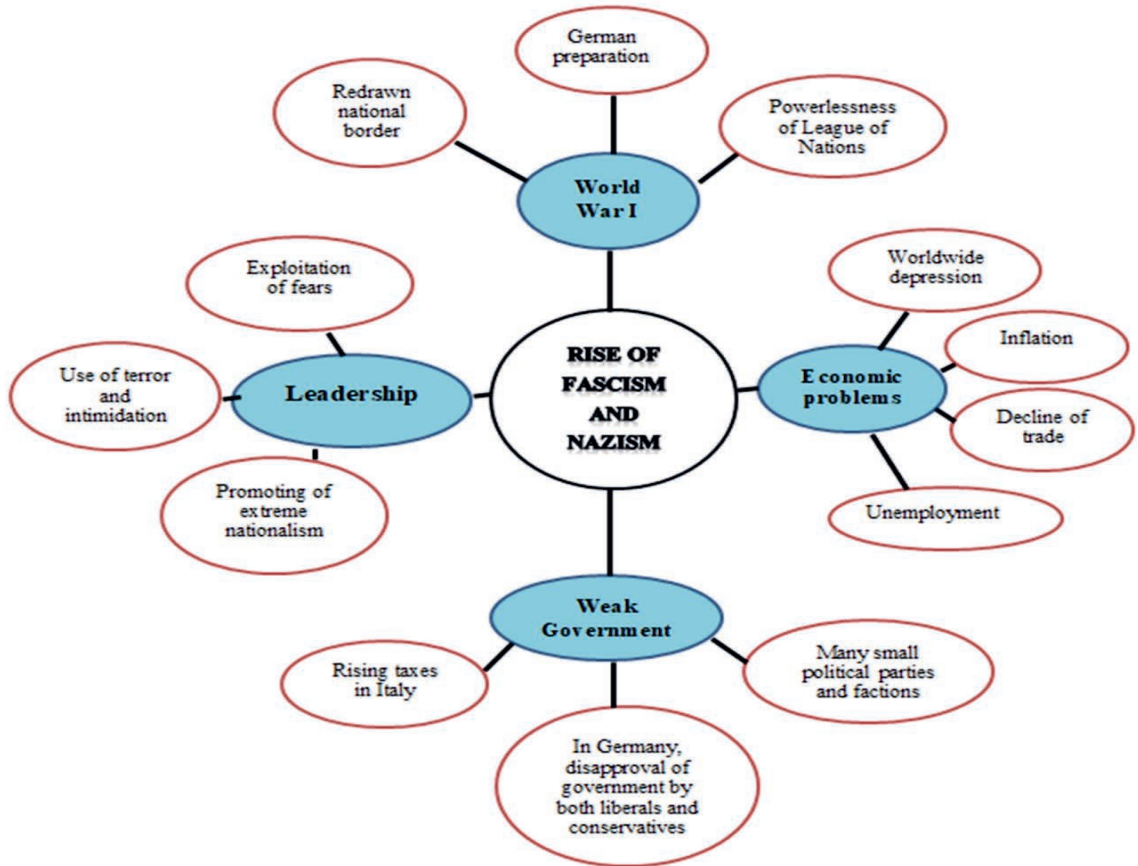 German
preparation
Redrawn
national
border
Powerlessness
of League of
Nations
World
War I
Exploitation
of fears
Use of terror
and
intimidation
Leadership
Promoting of
extreme
nationalism
RISE OF
FASCISM
AND
NAZISM
Worldwide
depression
Inflation
Economic
problems
Decline of
trade
Unemployment
Weak
Government
Rising taxes
in Italy
In Germany,
disapproval of
government by
both liberals and
conservatives
Many small
political parties
and factions